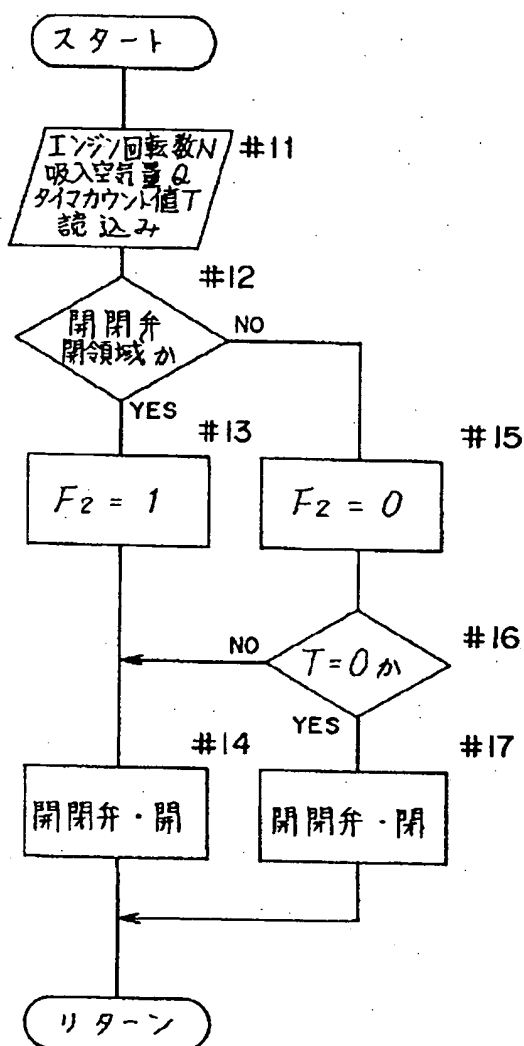 スタート
エンジン回転数N
吸入空気量Q
タイマカウント値T
読込み
#11
#12
開閉弁
開領域か
NO
YES
#13
F2 = 1
#15
F2 = 0
#16
T=0か
NO
YES
#14
開閉弁・開
#17
開閉弁・閉
リターン